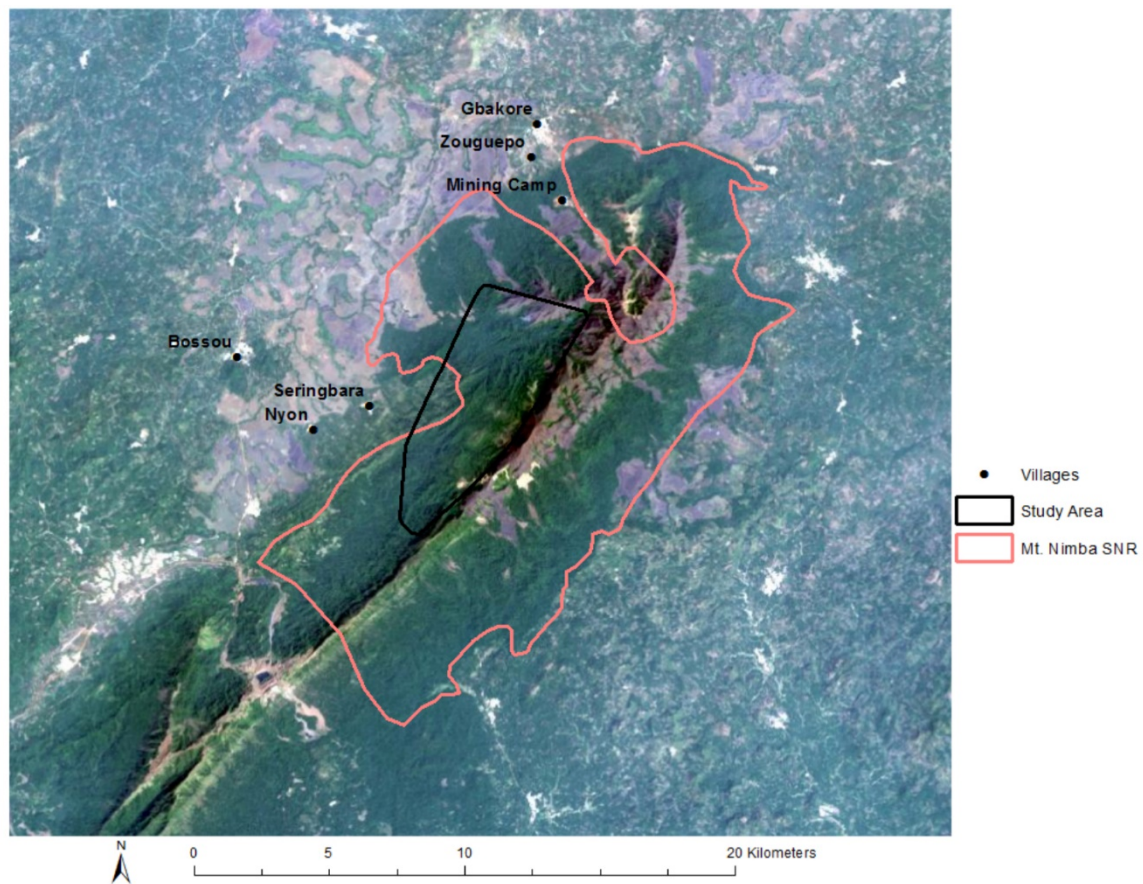 Gbakore
Zouguepo
Mining Camp
Bossou
Seringbara
Nyon
Villages
Study Area
Mt. Nimba SNR
N
0 5 10 20 Kilometers